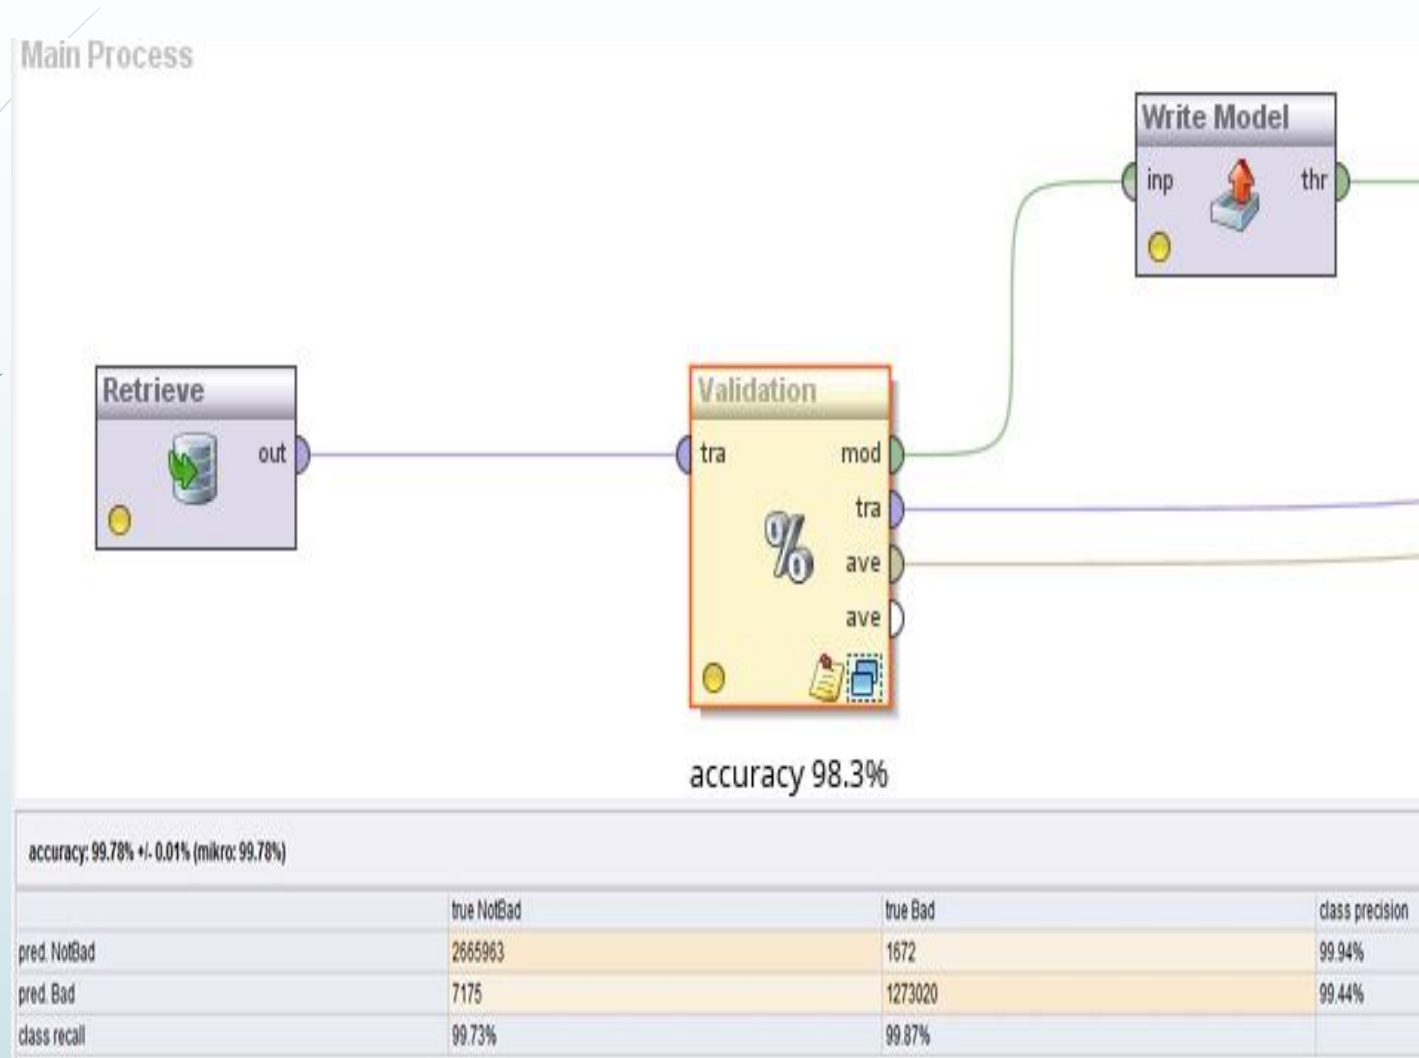 Main Process
Write Model
inp thr
Retrieve
out
Validation
tra mod
tra
ave
ave
accuracy 98.3%
accuracy: 99.78% +/- 0.01% (mikro: 99.78%)
true NotBad true Bad class precision
pred. NotBad 2665963 1672 99.94%
pred. Bad 7175 1273020 99.44%
class recall 99.73% 99.87%